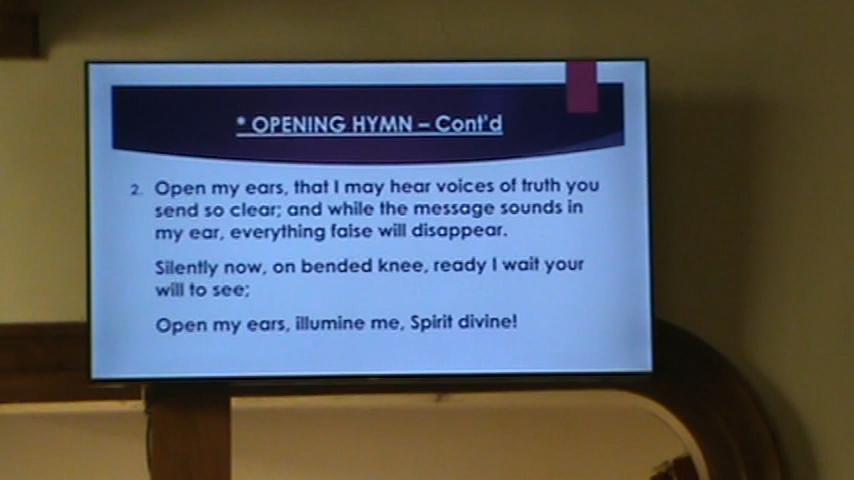 * OPENING HYMN – Cont'd
2. Open my ears, that I may hear voices of truth you
send so clear; and while the message sounds in
my ear, everything false will disappear.
Silently now, on bended knee, ready I wait your
will to see;
Open my ears, illumine me, Spirit divine!